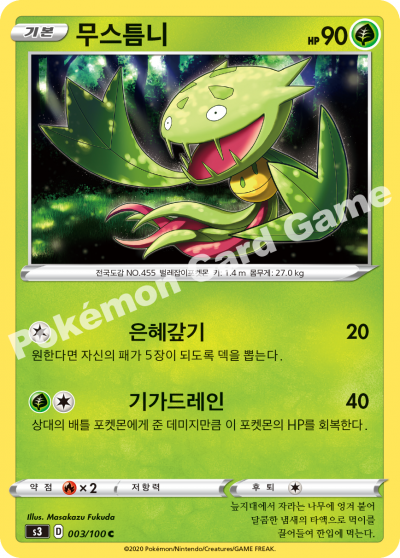 기본 무스틈니 HP 90
전국도감 NO.455 벌레잡이포켓몬 키: 1.4 m 몸무게: 27.0 kg
은혜갚기 20
원한다면 자신의 패가 5장이 되도록 덱을 뽑는다.
기가드레인 40
상대의 배틀 포켓몬에게 준 데미지만큼 이 포켓몬의 HP를 회복한다.
Pokémon Card Game
약점 ×2 저항력 후퇴
Illus. Masakazu Fukuda
s3 D 003/100 C
늪지대에서 자라는 나무에 엉겨 붙어
달콤한 냄새의 타액으로 먹이를
끌어들여 한입에 먹는다.
©2020 Pokémon/Nintendo/Creatures/GAME FREAK.